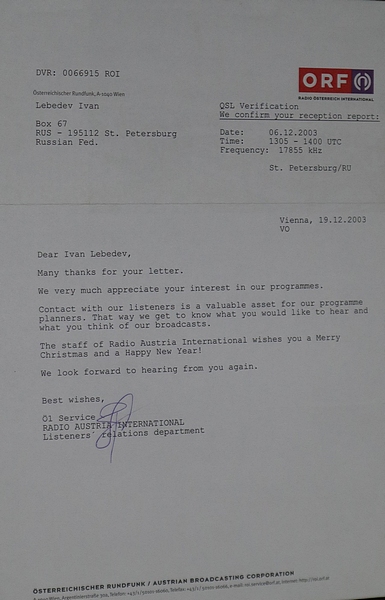 DVR: 0066915 ROI
ORF
RADIO ÖSTERREICH INTERNATIONAL
Österreichischer Rundfunk, A-1040 Wien
Lebedev Ivan
Box 67
RUS - 195112 St. Petersburg
Russian Fed.
QSL Verification
We confirm your reception report:
Date: 06.12.2003
Time: 1305 - 1400 UTC
Frequency: 17855 kHz
St. Petersburg/RU
Vienna, 19.12.2003
VO
Dear Ivan Lebedev,
Many thanks for your letter.
We very much appreciate your interest in our programmes.
Contact with our listeners is a valuable asset for our programme
planners. That way we get to know what you would like to hear and
what you think of our broadcasts.
The staff of Radio Austria International wishes you a Merry
Christmas and a Happy New Year!
We look forward to hearing from you again.
Best wishes,
Ö1 Service
RADIO AUSTRIA INTERNATIONAL
Listeners´ relations department
ÖSTERREICHISCHER RUNDFUNK / AUSTRIAN BROADCASTING CORPORATION
A-1040 Wien, Argentinierstraße 30a, Telefon: